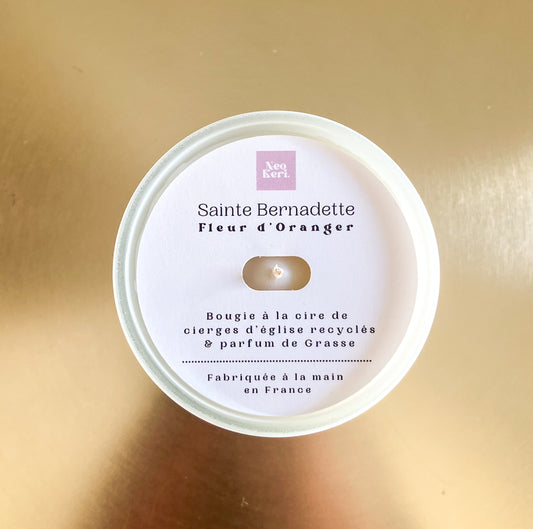 Neo
Keri.
Sainte Bernadette
Fleur d'Oranger
Bougie à la cire de
cierges d'église recyclés
& parfum de Grasse
Fabriquée à la main
en France